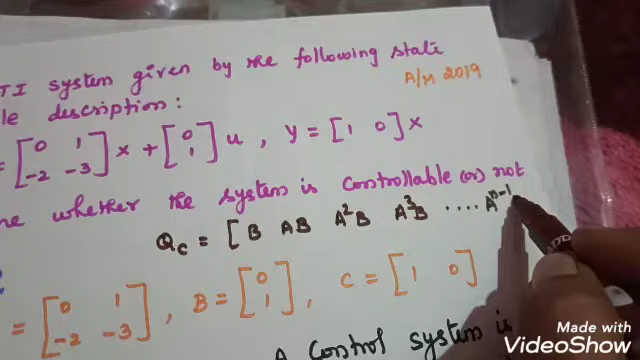 TI system given by the following state
A/M 2019
le description:
= [0 1 -2 -3] x + [0 1] u, y = [1 0] x
ne whether the system is controllable (or) not
Qc = [B AB A²B A³B .... Aⁿ⁻¹
= [0 1 -2 -3], B = [0 1], C = [1 0]
A control system is
Made with
VideoShow